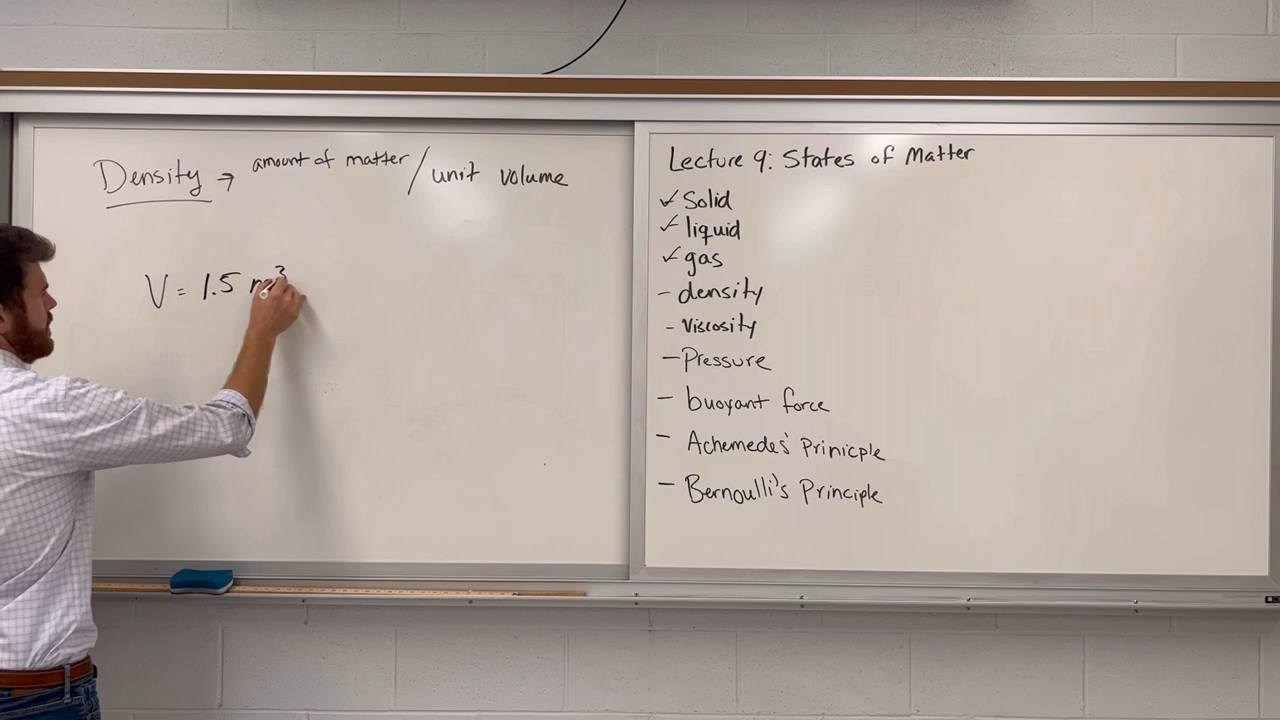 Density → amount of matter / unit volume
V = 1.5 m³
Lecture 9: States of Matter
✓ Solid
✓ liquid
✓ gas
- density
- Viscosity
- Pressure
- buoyant force
- Achemedes' Prinicple
- Bernoulli's Principle